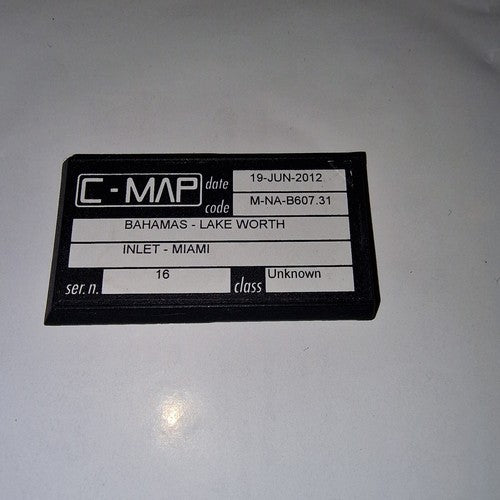 C-MAP date 19-JUN-2012
code M-NA-B607.31
BAHAMAS - LAKE WORTH
INLET - MIAMI
ser. n. 16 class Unknown